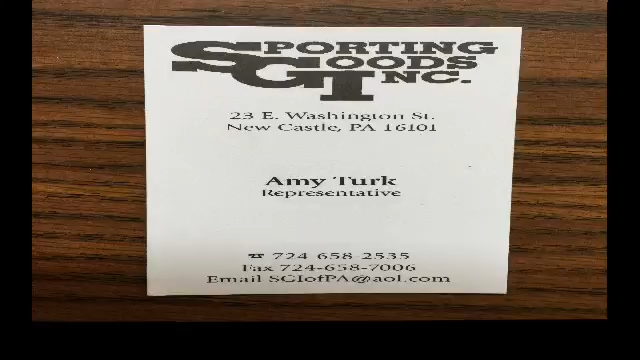 SPORTING
GOODS
INC.
23 E. Washington St.
New Castle, PA 16101
Amy Turk
Representative
☎ 724-658-2535
Fax 724-658-7006
Email SGIofPA@aol.com